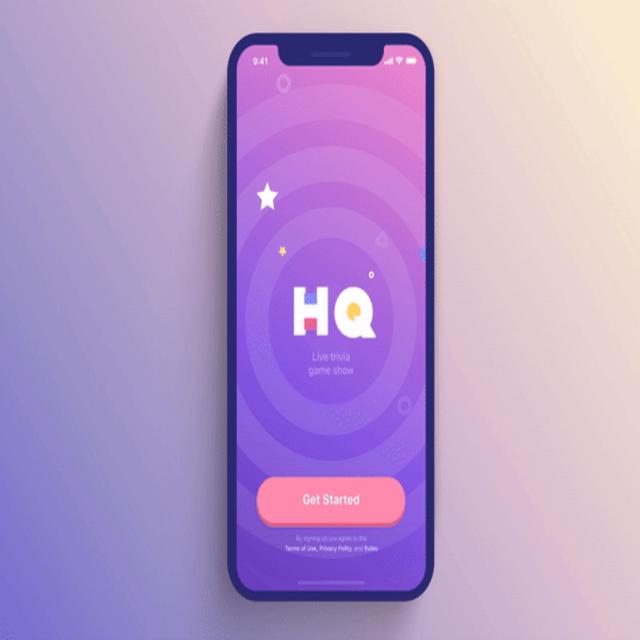 9:41
HQ
Live trivia
game show
Get Started
By signing up you agree to the
Terms of Use, Privacy Policy, and Rules